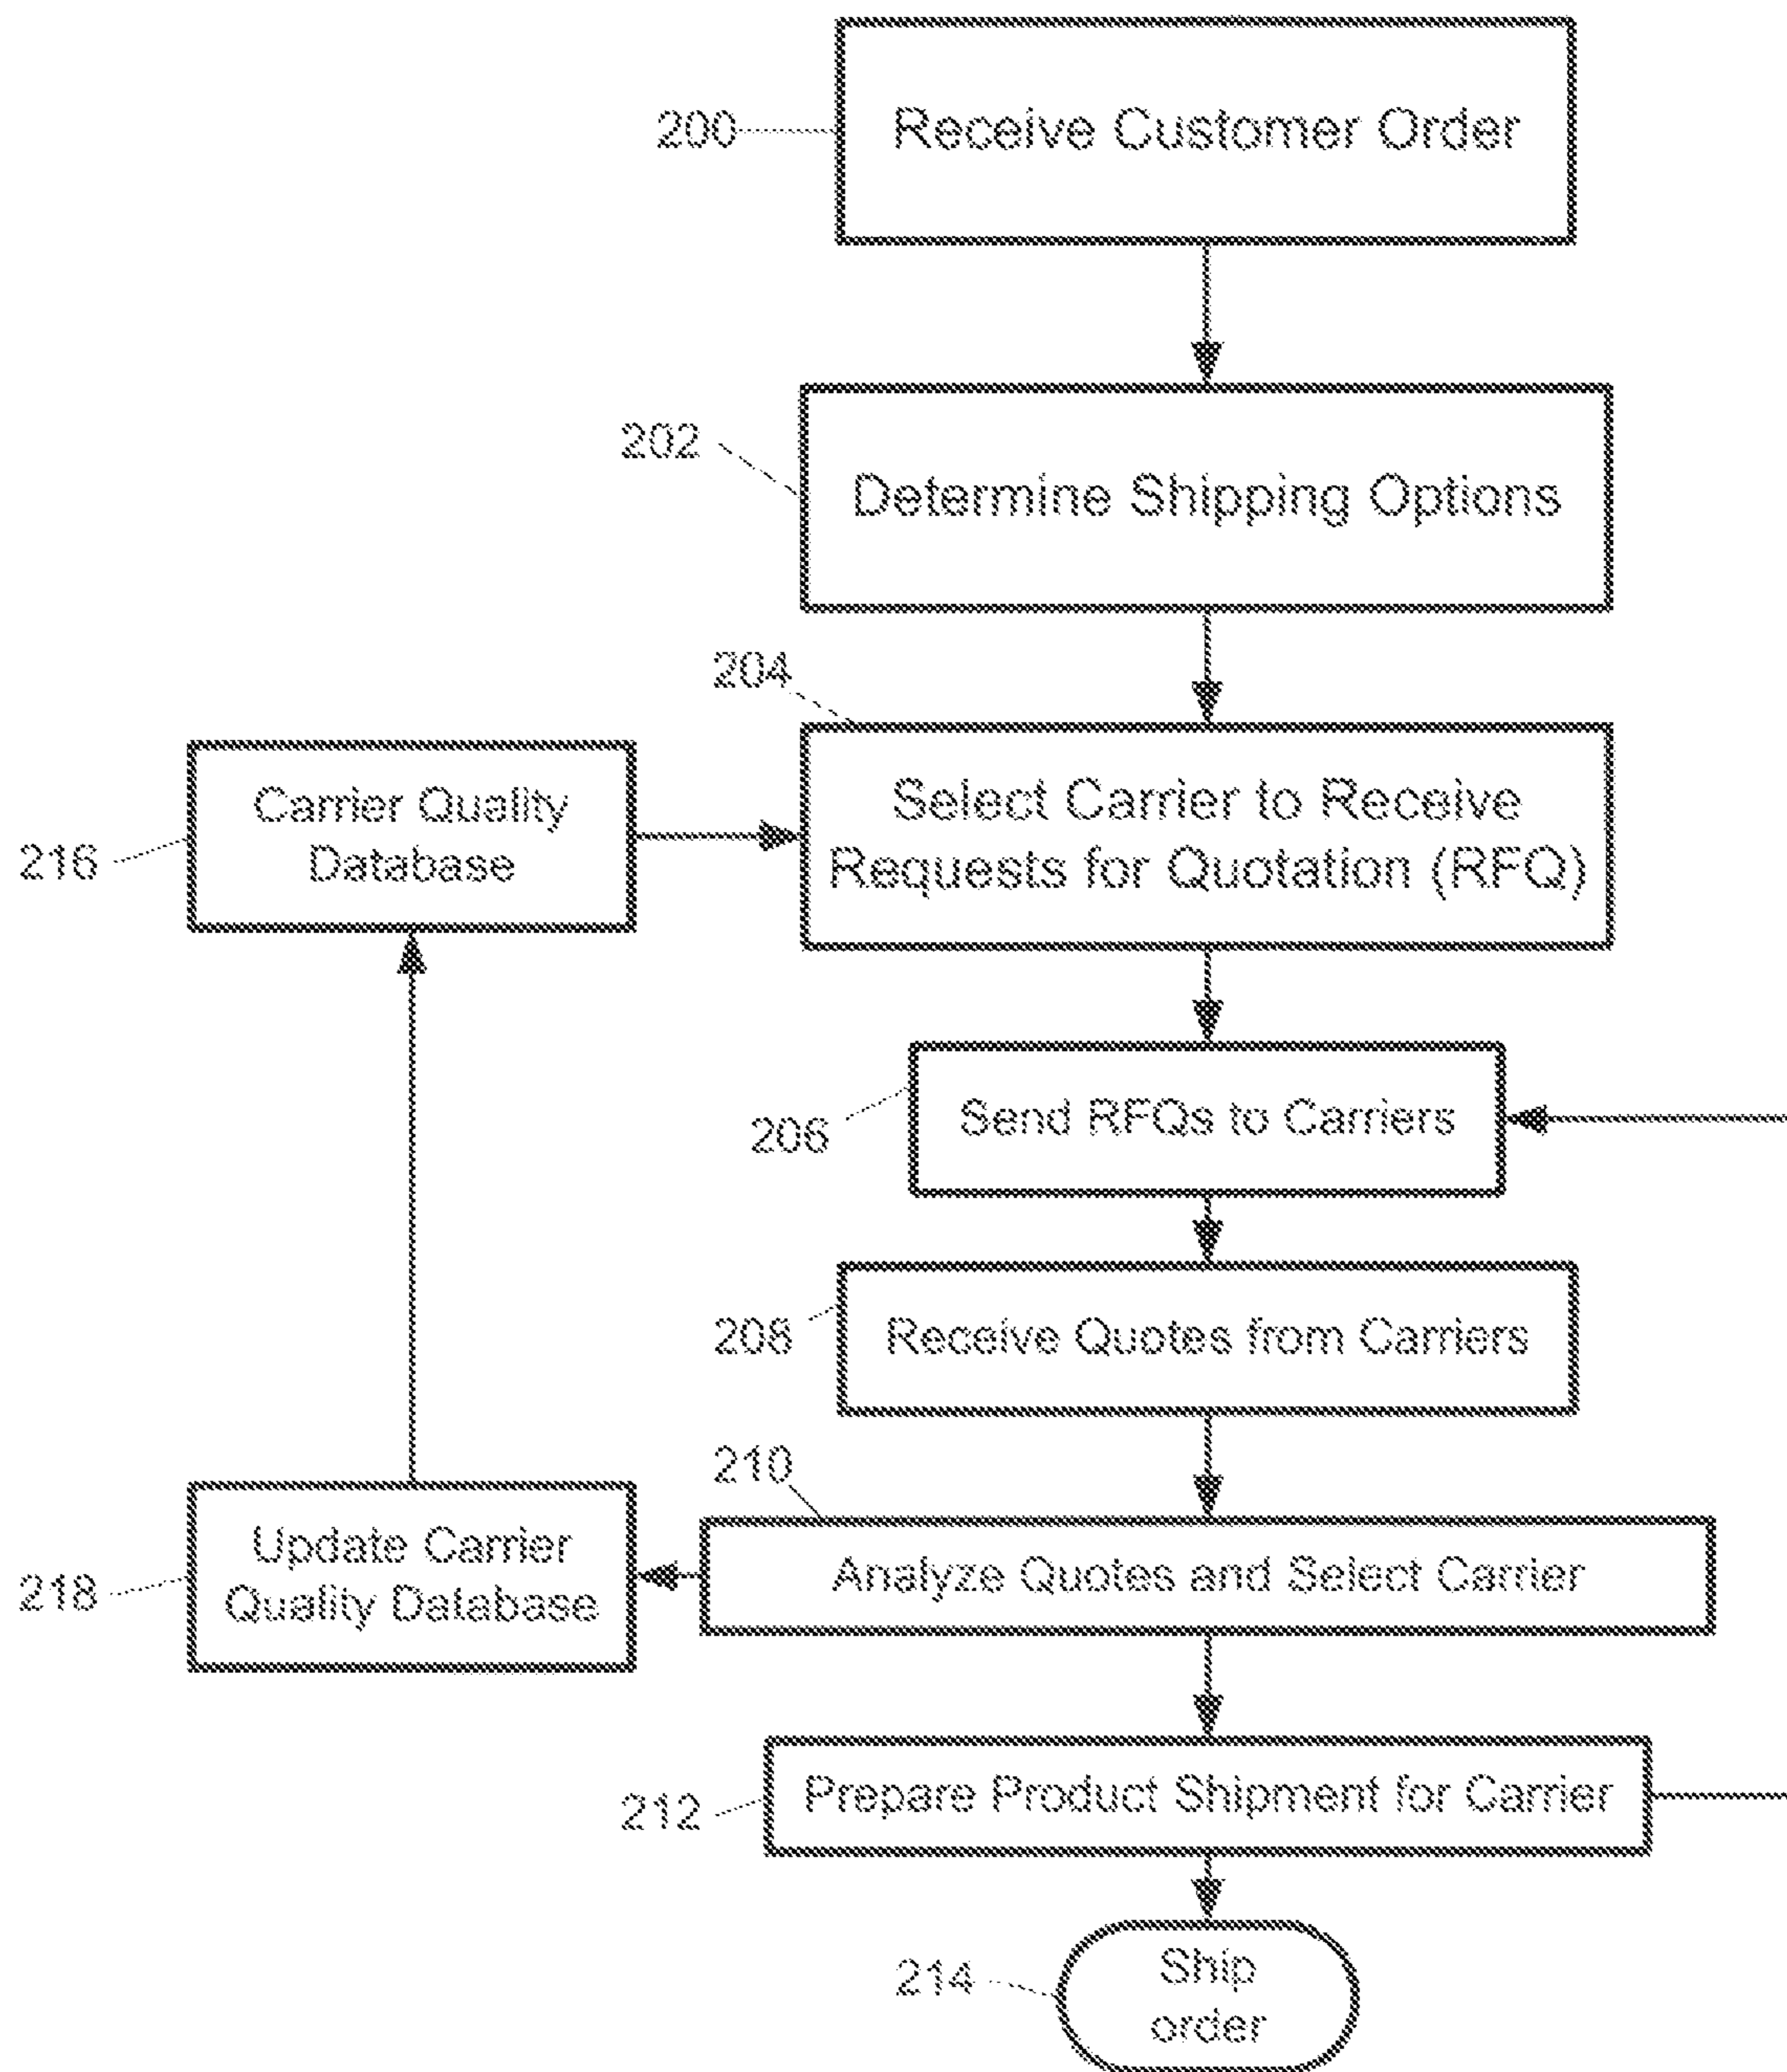 200
Receive Customer Order
202
Determine Shipping Options
204
Select Carrier to Receive
Requests for Quotation (RFQ)
216
Carrier Quality
Database
206
Send RFQs to Carriers
208
Receive Quotes from Carriers
210
Analyze Quotes and Select Carrier
218
Update Carrier
Quality Database
212
Prepare Product Shipment for Carrier
214
Ship
order